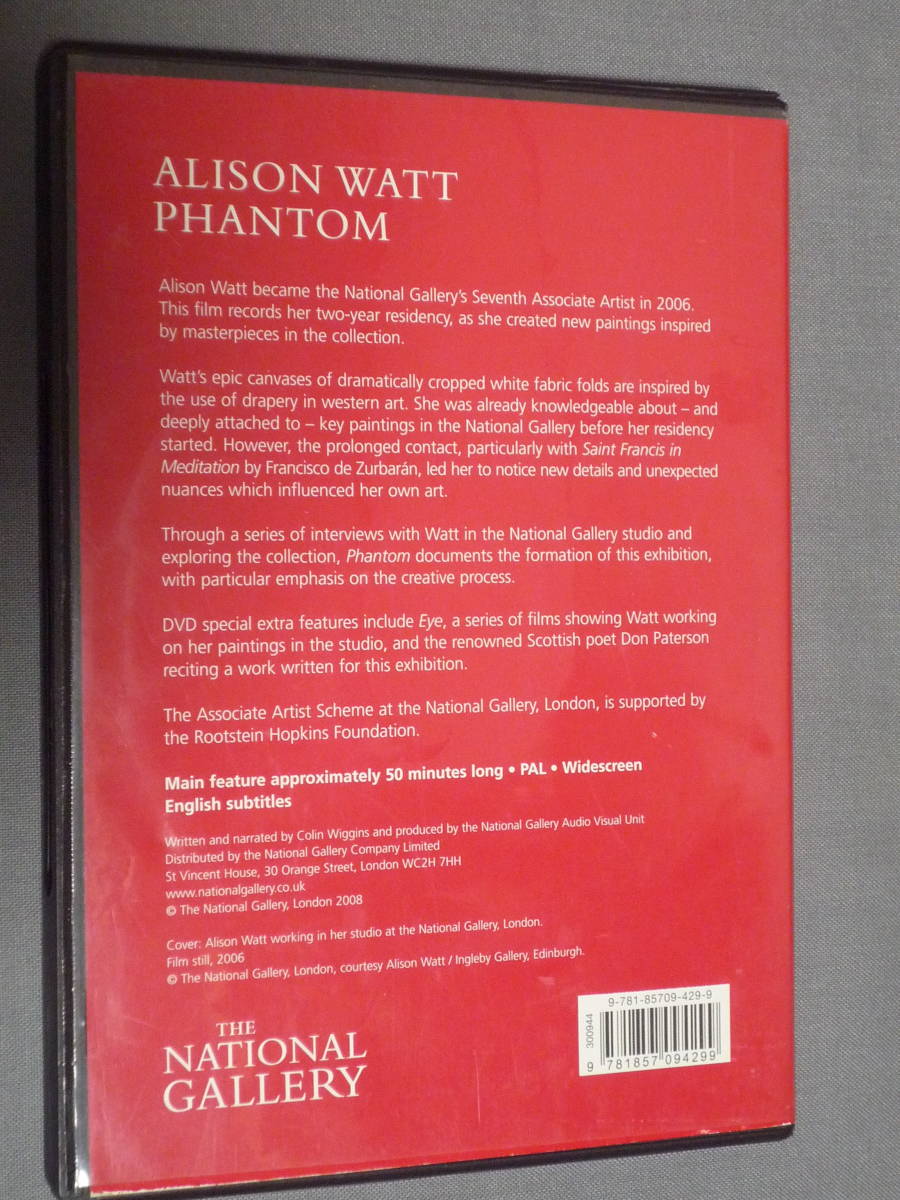 ALISON WATT
PHANTOM
Alison Watt became the National Gallery's Seventh Associate Artist in 2006.
This film records her two-year residency, as she created new paintings inspired
by masterpieces in the collection.
Watt's epic canvases of dramatically cropped white fabric folds are inspired by
the use of drapery in western art. She was already knowledgeable about – and
deeply attached to – key paintings in the National Gallery before her residency
started. However, the prolonged contact, particularly with Saint Francis in
Meditation by Francisco de Zurbarán, led her to notice new details and unexpected
nuances which influenced her own art.
Through a series of interviews with Watt in the National Gallery studio and
exploring the collection, Phantom documents the formation of this exhibition,
with particular emphasis on the creative process.
DVD special extra features include Eye, a series of films showing Watt working
on her paintings in the studio, and the renowned Scottish poet Don Paterson
reciting a work written for this exhibition.
The Associate Artist Scheme at the National Gallery, London, is supported by
the Rootstein Hopkins Foundation.
Main feature approximately 50 minutes long • PAL • Widescreen
English subtitles
Written and narrated by Colin Wiggins and produced by the National Gallery Audio Visual Unit
Distributed by the National Gallery Company Limited
St Vincent House, 30 Orange Street, London WC2H 7HH
www.nationalgallery.co.uk
© The National Gallery, London 2008
Cover: Alison Watt working in her studio at the National Gallery, London.
Film still, 2006
© The National Gallery, London, courtesy Alison Watt / Ingleby Gallery, Edinburgh.
THE
NATIONAL
GALLERY
9-781-85709-429-9
300944
9 781857 094299